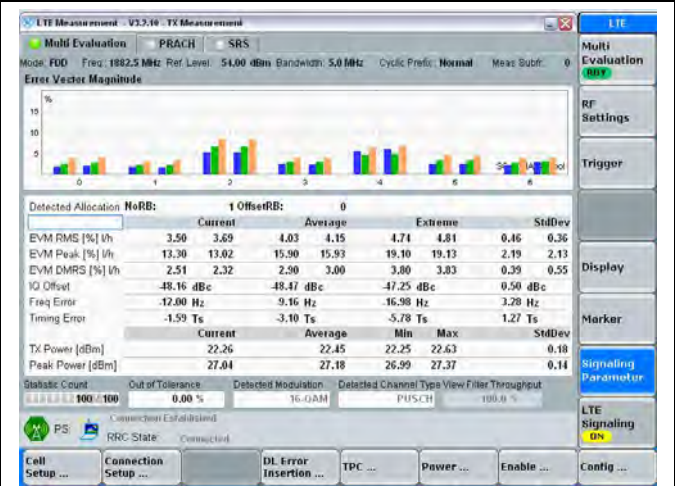 LTE Measurement - V3.2.10 - TX Measurement
LTE
Multi Evaluation PRACH SRS
Multi Evaluation
RDY
Mode: FDD Freq.: 1882.5 MHz Ref. Level: 54.00 dBm Bandwidth: 5.0 MHz Cyclic Prefix: Normal Meas. Subfr.: 0
Error Vector Magnitude
%
15
10
5
0 1 2 3 4 5 6
RF Settings
Trigger
Detected Allocation NoRB: 1 OffsetRB: 0
Current Average Extreme StdDev
EVM RMS [%] l/h 3.50 3.69 4.03 4.15 4.74 4.81 0.46 0.36
EVM Peak [%] l/h 13.30 13.02 15.90 15.93 19.10 19.13 2.19 2.13
EVM DMRS [%] l/h 2.51 2.32 2.90 3.00 3.80 3.83 0.39 0.55
IQ Offset -48.16 dBc -48.47 dBc -47.25 dBc 0.50 dBc
Freq Error -12.00 Hz 9.16 Hz -16.98 Hz 3.28 Hz
Timing Error -1.59 Ts -3.10 Ts -5.78 Ts 1.27 Ts
Current Average Min Max StdDev
TX Power [dBm] 22.26 22.45 22.25 22.63 0.18
Peak Power [dBm] 27.04 27.18 26.99 27.37 0.14
Display
Marker
Signaling Parameter
Statistic Count Out of Tolerance Detected Modulation Detected Channel Type View Filter Throughput
100 / 100 0.00 % 16-QAM PUSCH 100.0 %
PS Connection Established
RRC State: Connected
LTE Signaling
ON
Cell Setup ... Connection Setup ... DL Error Insertion ... TPC ... Power ... Enable ... Config ...